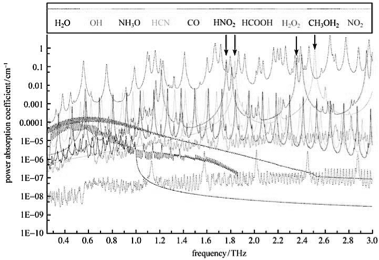 H₂O OH NH₃O HCN CO HNO₂ HCOOH H₂O₂ CH₃OH₂ NO₂
power absorption coefficient/cm⁻¹
1
0.1
0.01
0.001
0.0001
1E-05
1E-06
1E-07
1E-08
1E-09
1E-10
0.4 0.6 0.8 1.0 1.2 1.4 1.6 1.8 2.0 2.2 2.4 2.6 2.8 3.0
frequency/THz